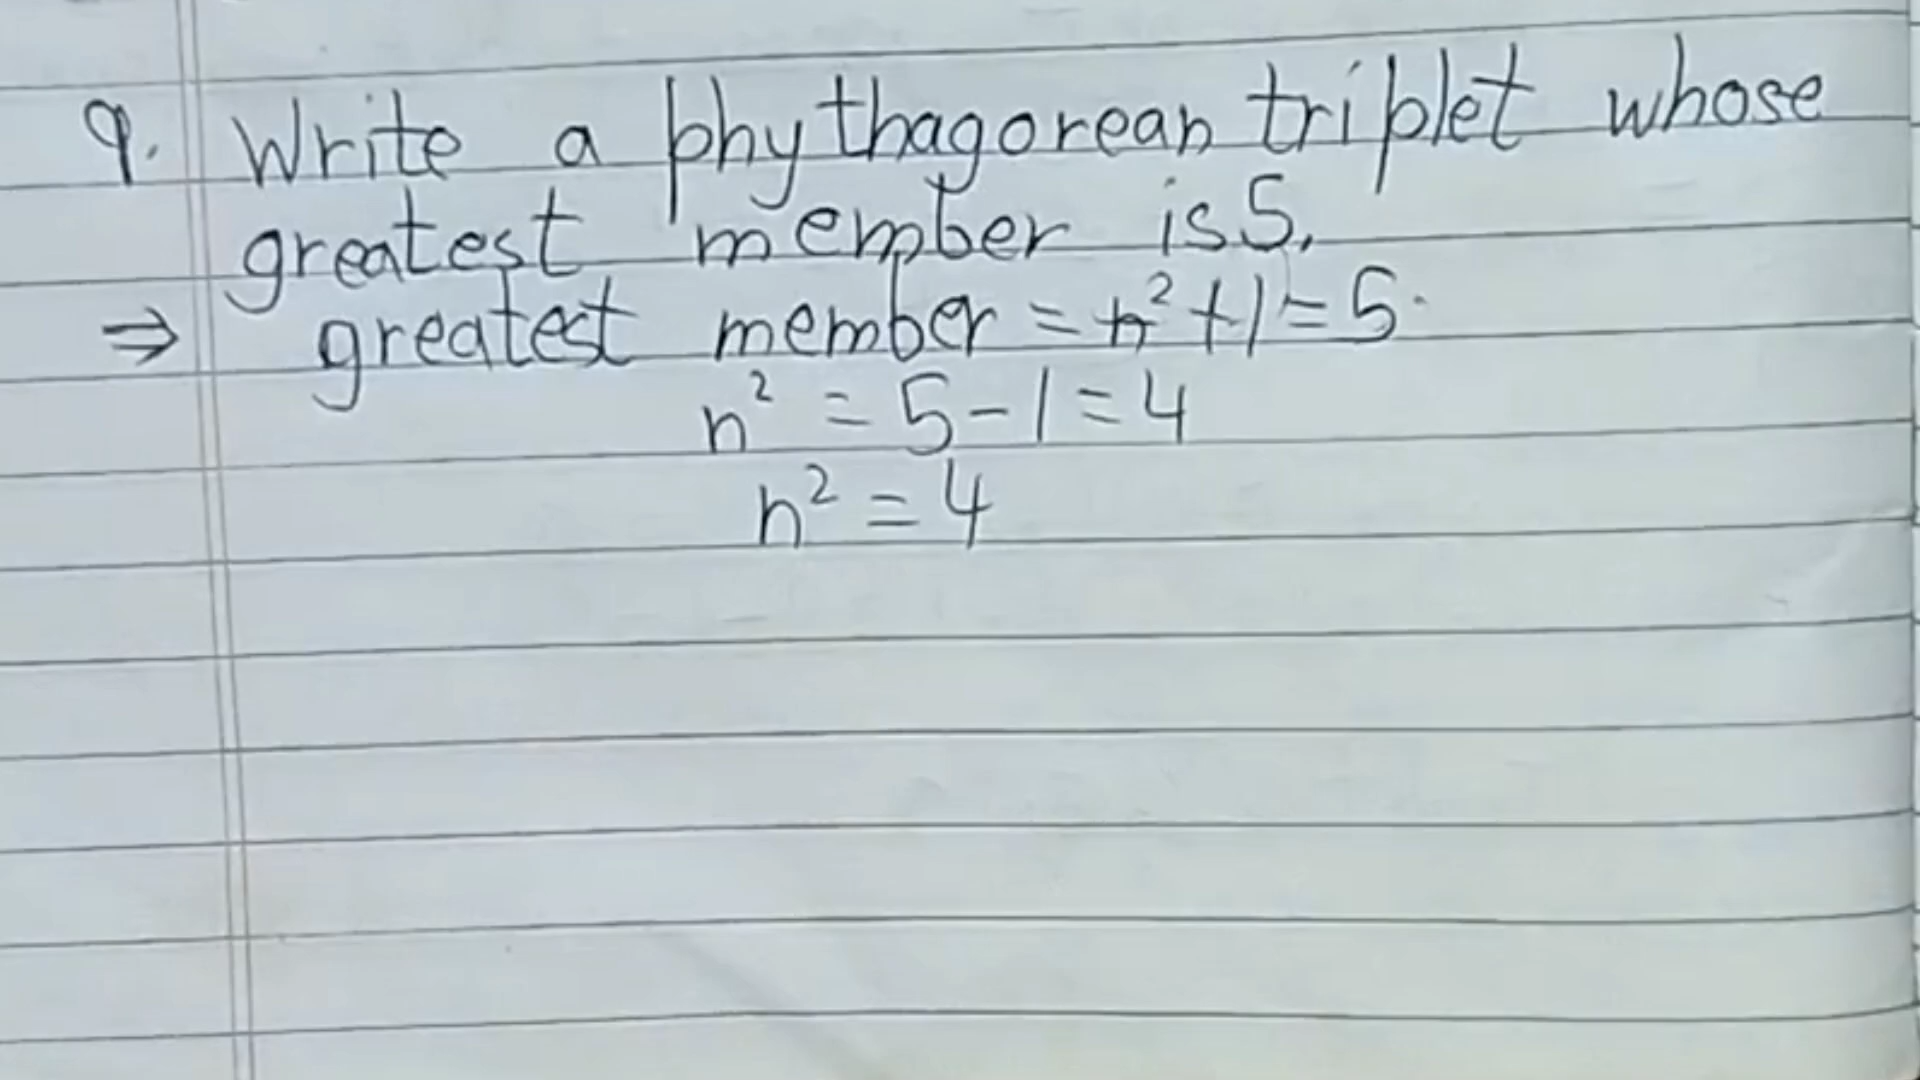 9. Write a phythagorean triplet whose
greatest member is 5.
⇒ greatest member = n² + 1 = 5.
n² = 5 - 1 = 4
n² = 4